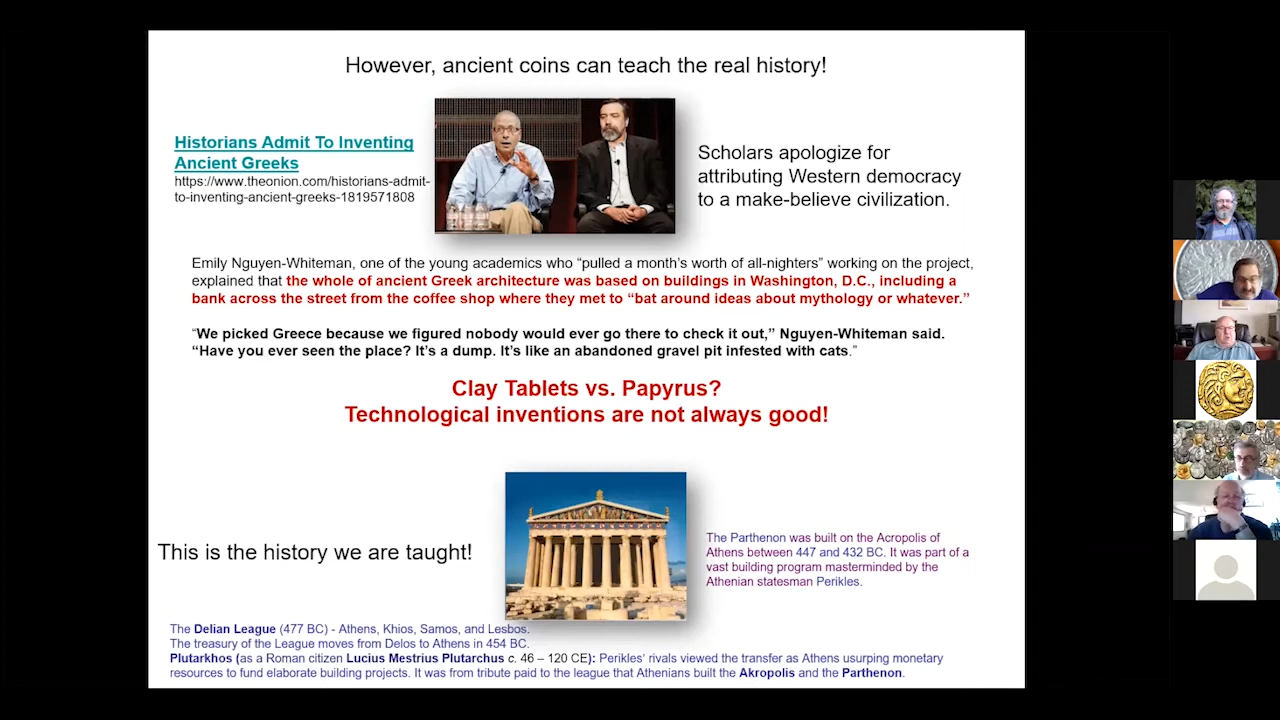 However, ancient coins can teach the real history!
Historians Admit To Inventing
Ancient Greeks
https://www.theonion.com/historians-admit-
to-inventing-ancient-greeks-1819571808
Scholars apologize for
attributing Western democracy
to a make-believe civilization.
Emily Nguyen-Whiteman, one of the young academics who “pulled a month’s worth of all-nighters” working on the project,
explained that the whole of ancient Greek architecture was based on buildings in Washington, D.C., including a
bank across the street from the coffee shop where they met to “bat around ideas about mythology or whatever.”
“We picked Greece because we figured nobody would ever go there to check it out,” Nguyen-Whiteman said.
“Have you ever seen the place? It’s a dump. It’s like an abandoned gravel pit infested with cats.”
Clay Tablets vs. Papyrus?
Technological inventions are not always good!
This is the history we are taught!
The Parthenon was built on the Acropolis of
Athens between 447 and 432 BC. It was part of a
vast building program masterminded by the
Athenian statesman Perikles.
The Delian League (477 BC) - Athens, Khios, Samos, and Lesbos.
The treasury of the League moves from Delos to Athens in 454 BC.
Plutarkhos (as a Roman citizen Lucius Mestrius Plutarchus c. 46 – 120 CE): Perikles’ rivals viewed the transfer as Athens usurping monetary
resources to fund elaborate building projects. It was from tribute paid to the league that Athenians built the Akropolis and the Parthenon.